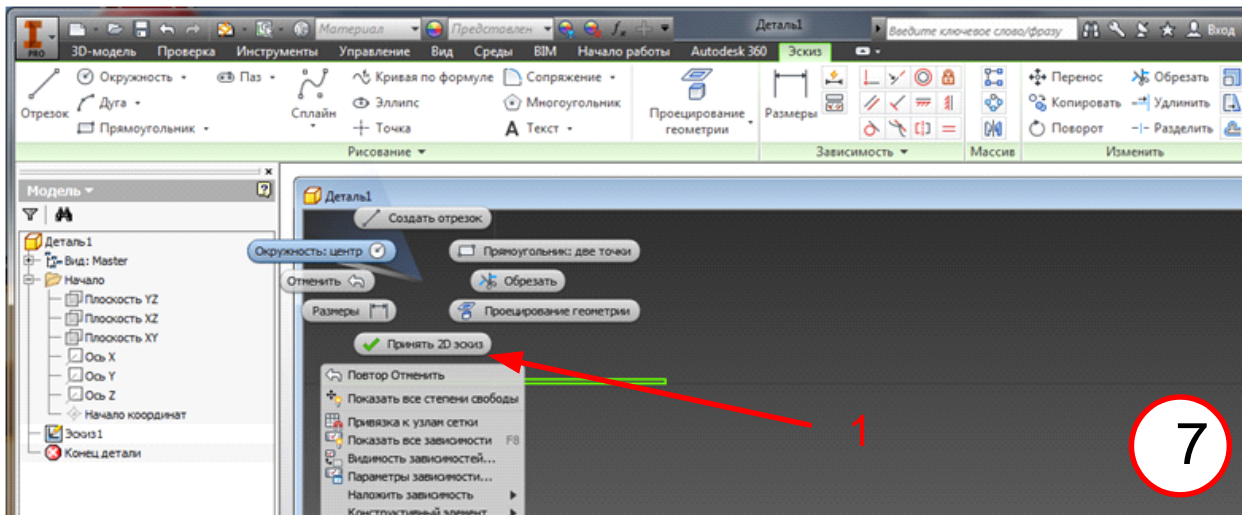 PRO
Материал
Представлен
Деталь1
Введите ключевое слово/фразу
Вход
3D-модель Проверка Инструменты Управление Вид Среды BIM Начало работы Autodesk 360 Эскиз
Окружность Паз Кривая по формуле Сопряжение Перенос Обрезать
Отрезок Дуга Сплайн Эллипс Многоугольник Проецирование геометрии Размеры Копировать Удлинить
Прямоугольник Точка Текст Поворот Разделить
Рисование Зависимость Массив Изменить
Модель
Деталь1
Деталь1
Вид: Master
Начало
Плоскость YZ
Плоскость XZ
Плоскость XY
Ось X
Ось Y
Ось Z
Начало координат
Эскиз1
Конец детали
Создать отрезок
Окружность: центр
Прямоугольник: две точки
Отменить
Обрезать
Размеры
Проецирование геометрии
Принять 2D эскиз
Повтор Отменить
Показать все степени свободы
Привязка к узлам сетки
Показать все зависимости F8
Видимость зависимостей...
Параметры зависимости...
Наложить зависимость
Конструктивный элемент
1
7